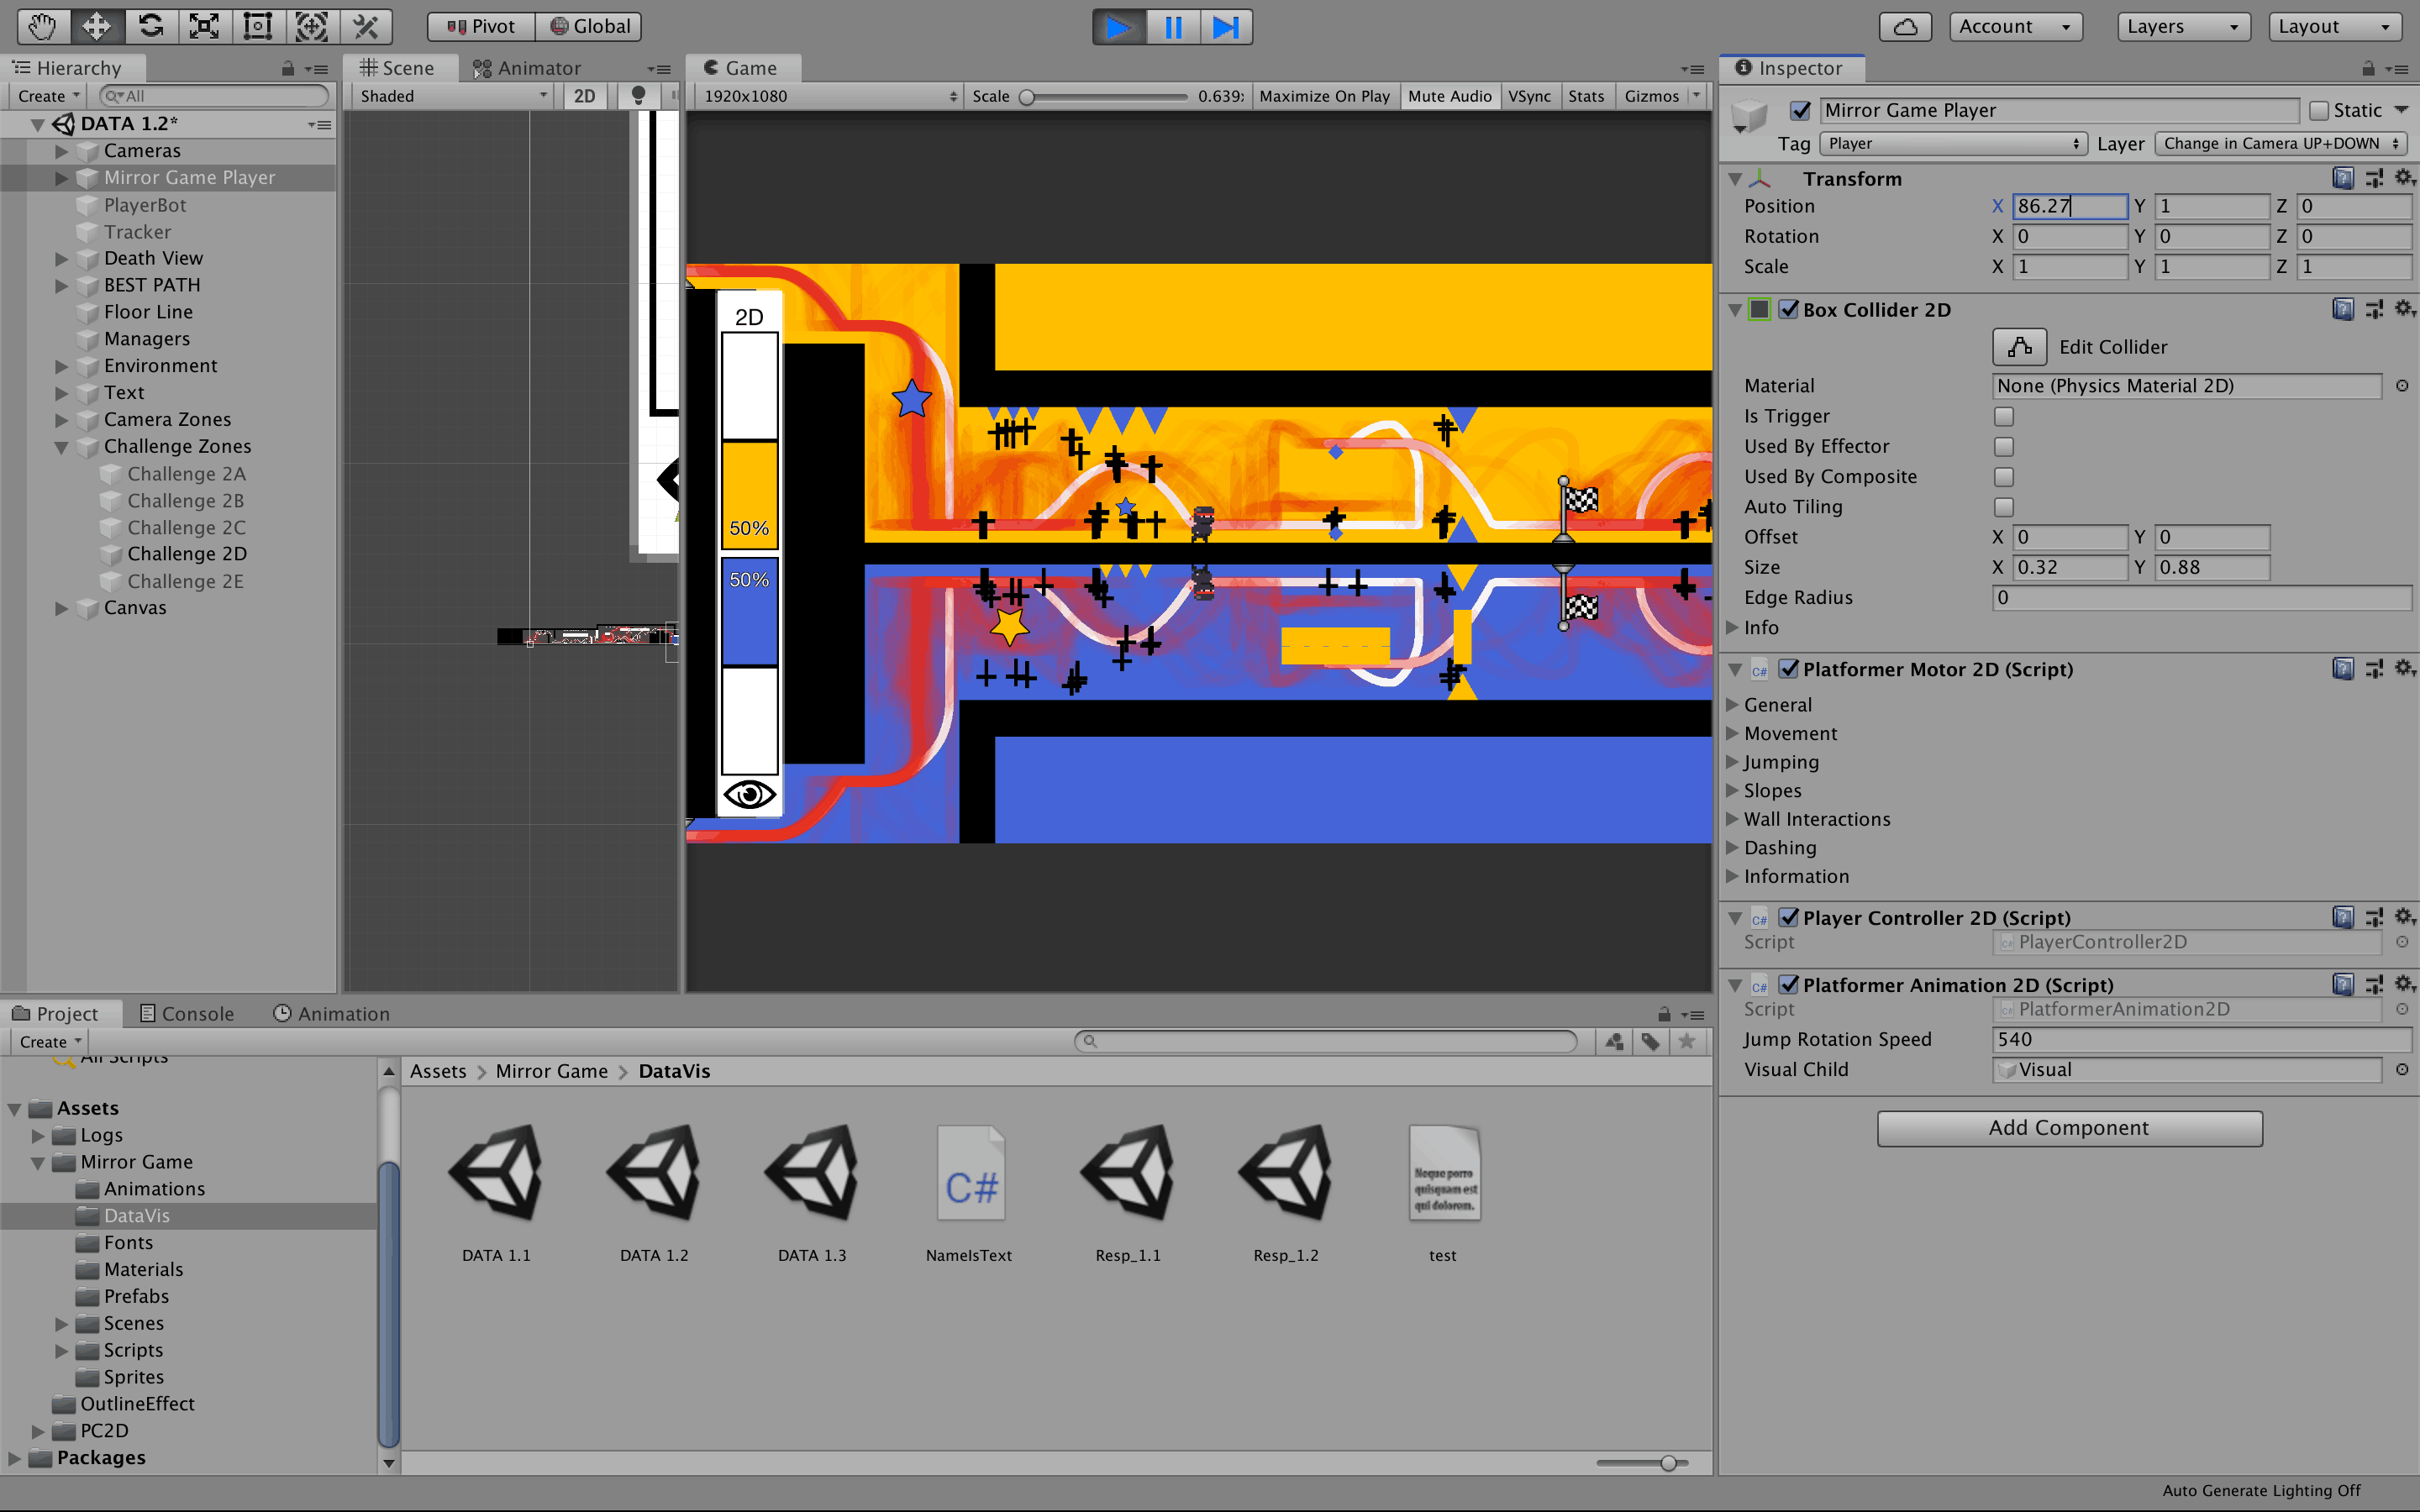 Pivot Global Account Layers Layout
Hierarchy Scene Animator Game Inspector
Create All Shaded 2D 1920x1080 Scale 0.639 Maximize On Play Mute Audio VSync Stats Gizmos
DATA 1.2*
Cameras
Mirror Game Player
PlayerBot
Tracker
Death View
BEST PATH
Floor Line
Managers
Environment
Text
Camera Zones
Challenge Zones
Challenge 2A
Challenge 2B
Challenge 2C
Challenge 2D
Challenge 2E
Canvas
2D
50%
50%
Mirror Game Player Static
Tag Player Layer Change in Camera UP+DOWN
Transform
Position X 86.27 Y 1 Z 0
Rotation X 0 Y 0 Z 0
Scale X 1 Y 1 Z 1
Box Collider 2D
Edit Collider
Material None (Physics Material 2D)
Is Trigger
Used By Effector
Used By Composite
Auto Tiling
Offset X 0 Y 0
Size X 0.32 Y 0.88
Edge Radius 0
Info
C# Platformer Motor 2D (Script)
General
Movement
Jumping
Slopes
Wall Interactions
Dashing
Information
C# Player Controller 2D (Script)
Script PlayerController2D
C# Platformer Animation 2D (Script)
Script PlatformerAnimation2D
Jump Rotation Speed 540
Visual Child Visual
Add Component
Project Console Animation
Create
All Scripts
Assets
Logs
Mirror Game
Animations
DataVis
Fonts
Materials
Prefabs
Scenes
Scripts
Sprites
OutlineEffect
PC2D
Packages
Assets > Mirror Game > DataVis
C#
Neque porro
quisquam est
qui dolorem.
DATA 1.1 DATA 1.2 DATA 1.3 NameIsText Resp_1.1 Resp_1.2 test
Auto Generate Lighting Off